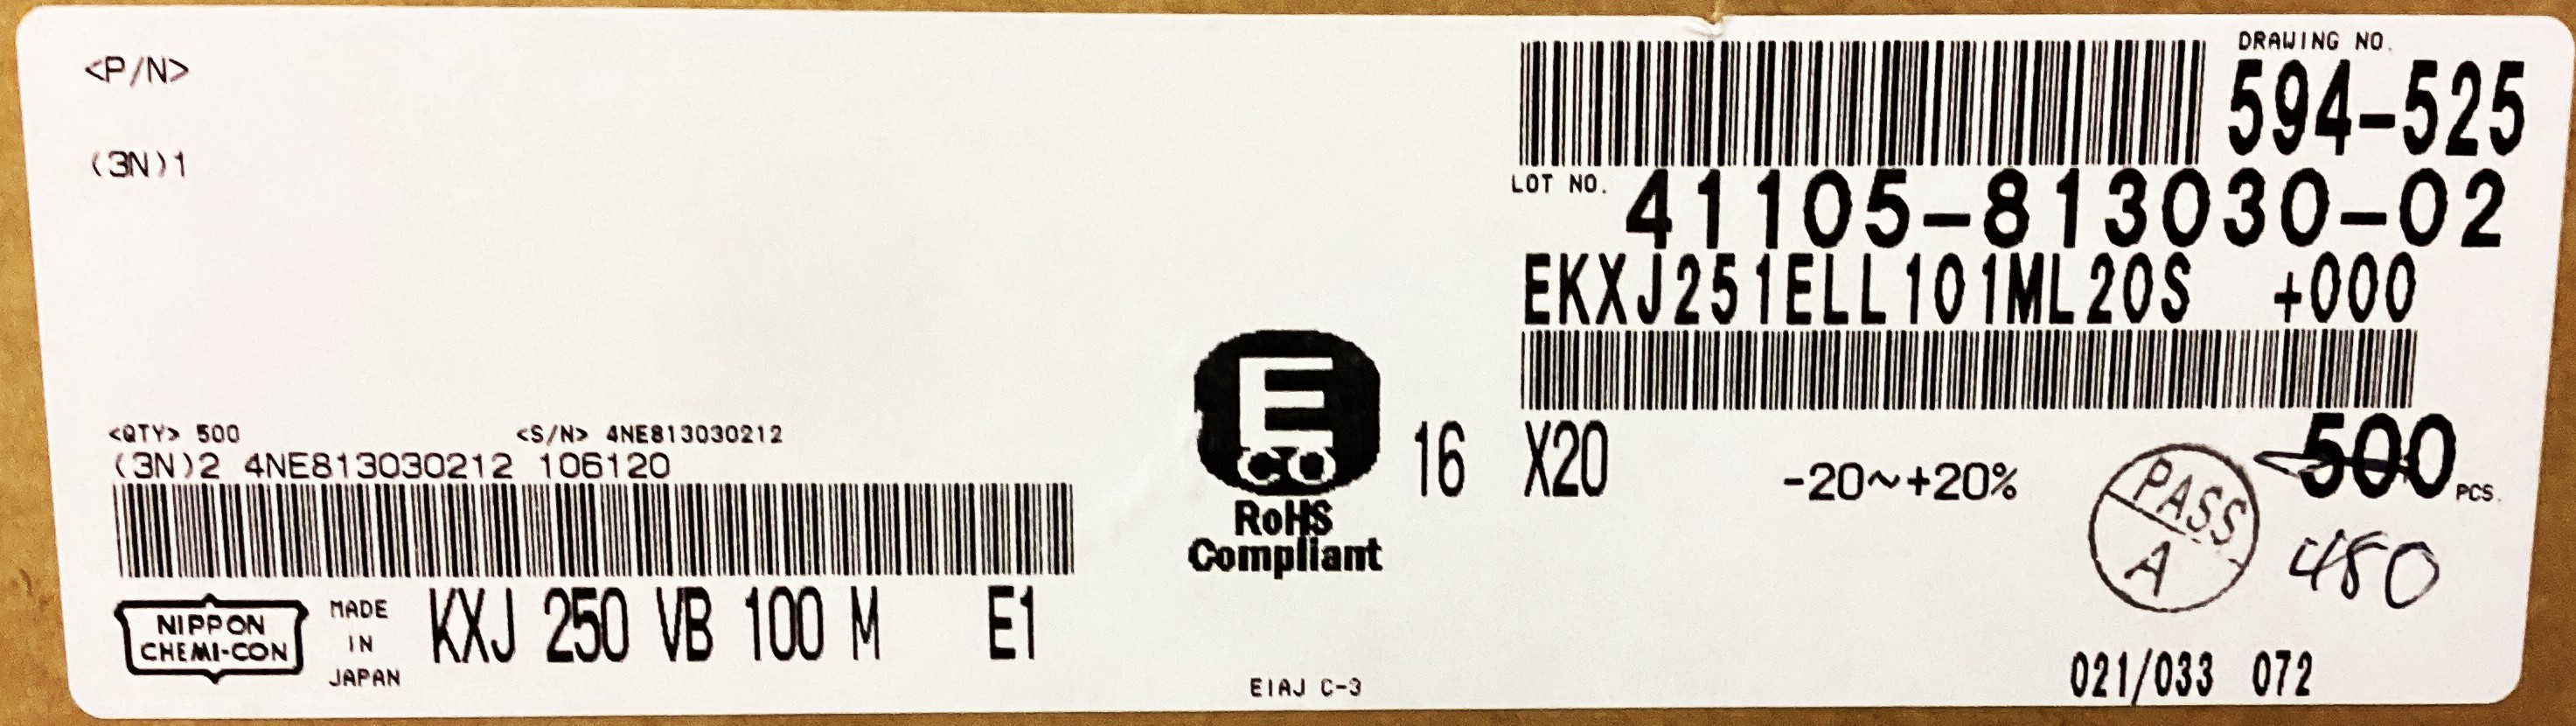 <P/N>
(3N)1
DRAWING NO.
594-525
LOT NO. 41105-813030-02
EKXJ251ELL101ML20S +000
<QTY> 500 <S/N> 4NE813030212
(3N)2 4NE813030212 106120
E
CO
RoHS
Compliant
16 X20 -20~+20% 500 PCS.
PASS
A
480
NIPPON
CHEMI-CON
MADE
IN
JAPAN
KXJ 250 VB 100 M E1
EIAJ C-3
021/033 072